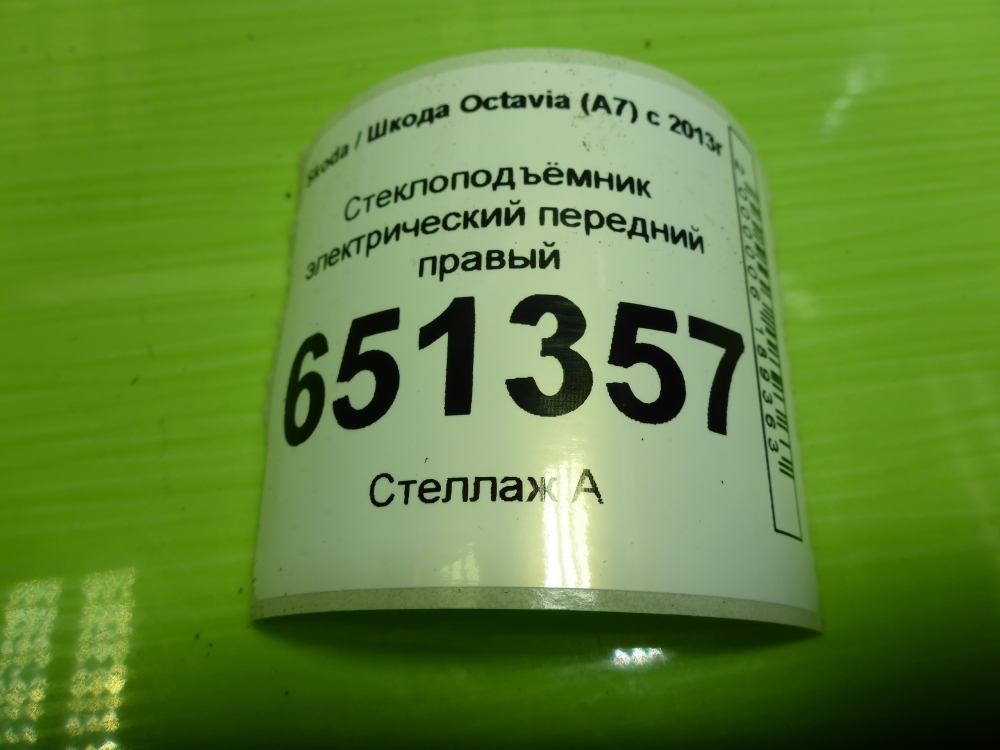 Skoda / Шкода Octavia (A7) с 2013г
Стеклоподъёмник
электрический передний
правый
651357
Стеллаж А